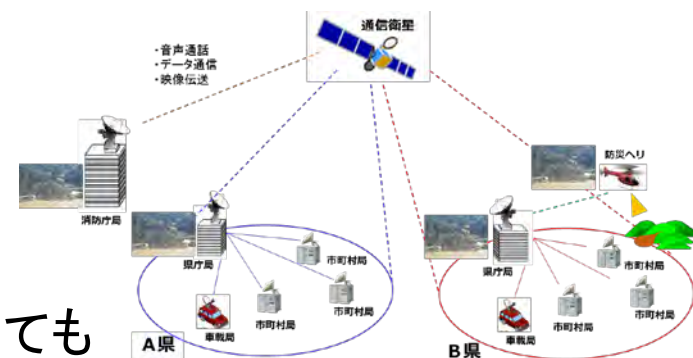 通信衛星
・音声通話
・データ通信
・映像伝送
防災ヘリ
消防庁局
県庁局
市町村局
市町村局
市町村局
車載局
A県
県庁局
市町村局
市町村局
市町村局
車載局
B県
ても